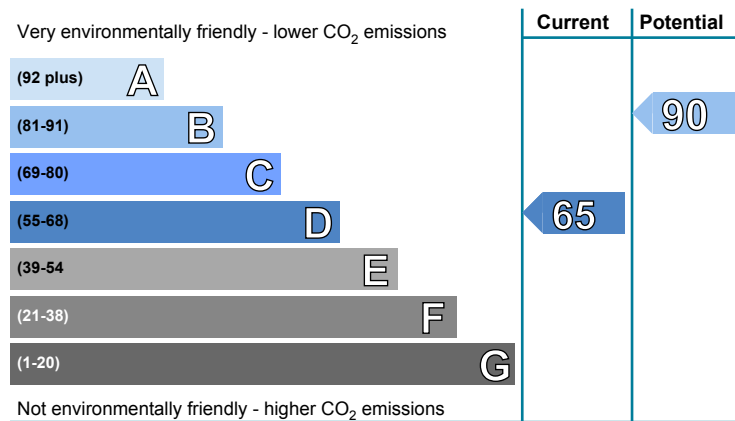 Current Potential
Very environmentally friendly - lower CO2 emissions
(92 plus) A
(81-91) B
90
(69-80) C
(55-68) D
65
(39-54 E
(21-38) F
(1-20) G
Not environmentally friendly - higher CO2 emissions